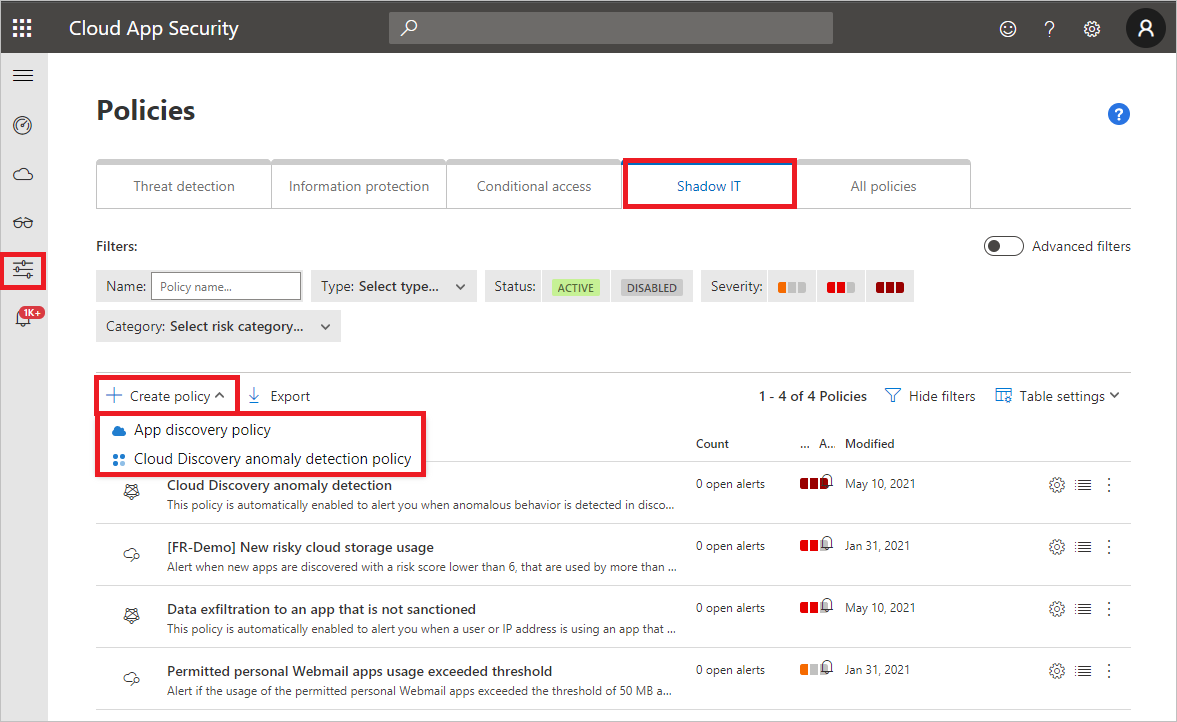 Cloud App Security
?
Policies
?
Threat detection
Information protection
Conditional access
Shadow IT
All policies
Filters:
Advanced filters
Name: Policy name...
Type: Select type...
Status: ACTIVE DISABLED
Severity:
Category: Select risk category...
1K+
Create policy
Export
1 - 4 of 4 Policies
Hide filters
Table settings
App discovery policy
Cloud Discovery anomaly detection policy
Count ... A... Modified
Cloud Discovery anomaly detection
This policy is automatically enabled to alert you when anomalous behavior is detected in disco...
0 open alerts
May 10, 2021
[FR-Demo] New risky cloud storage usage
Alert when new apps are discovered with a risk score lower than 6, that are used by more than ...
0 open alerts
Jan 31, 2021
Data exfiltration to an app that is not sanctioned
This policy is automatically enabled to alert you when a user or IP address is using an app that ...
0 open alerts
May 10, 2021
Permitted personal Webmail apps usage exceeded threshold
Alert if the usage of the permitted personal Webmail apps exceeded the threshold of 50 MB a...
0 open alerts
Jan 31, 2021